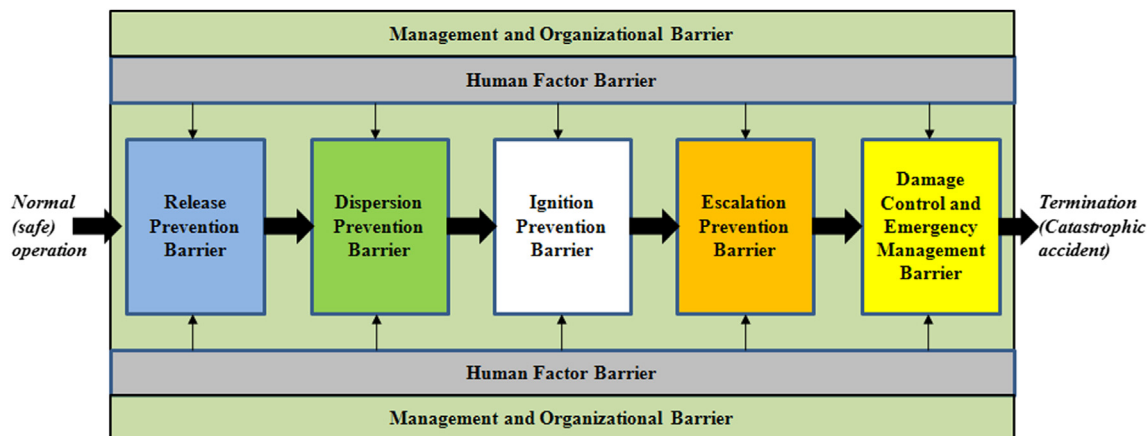 Management and Organizational Barrier
Human Factor Barrier
Normal
(safe)
operation
Release
Prevention
Barrier
Dispersion
Prevention
Barrier
Ignition
Prevention
Barrier
Escalation
Prevention
Barrier
Damage
Control and
Emergency
Management
Barrier
Termination
(Catastrophic
accident)
Human Factor Barrier
Management and Organizational Barrier